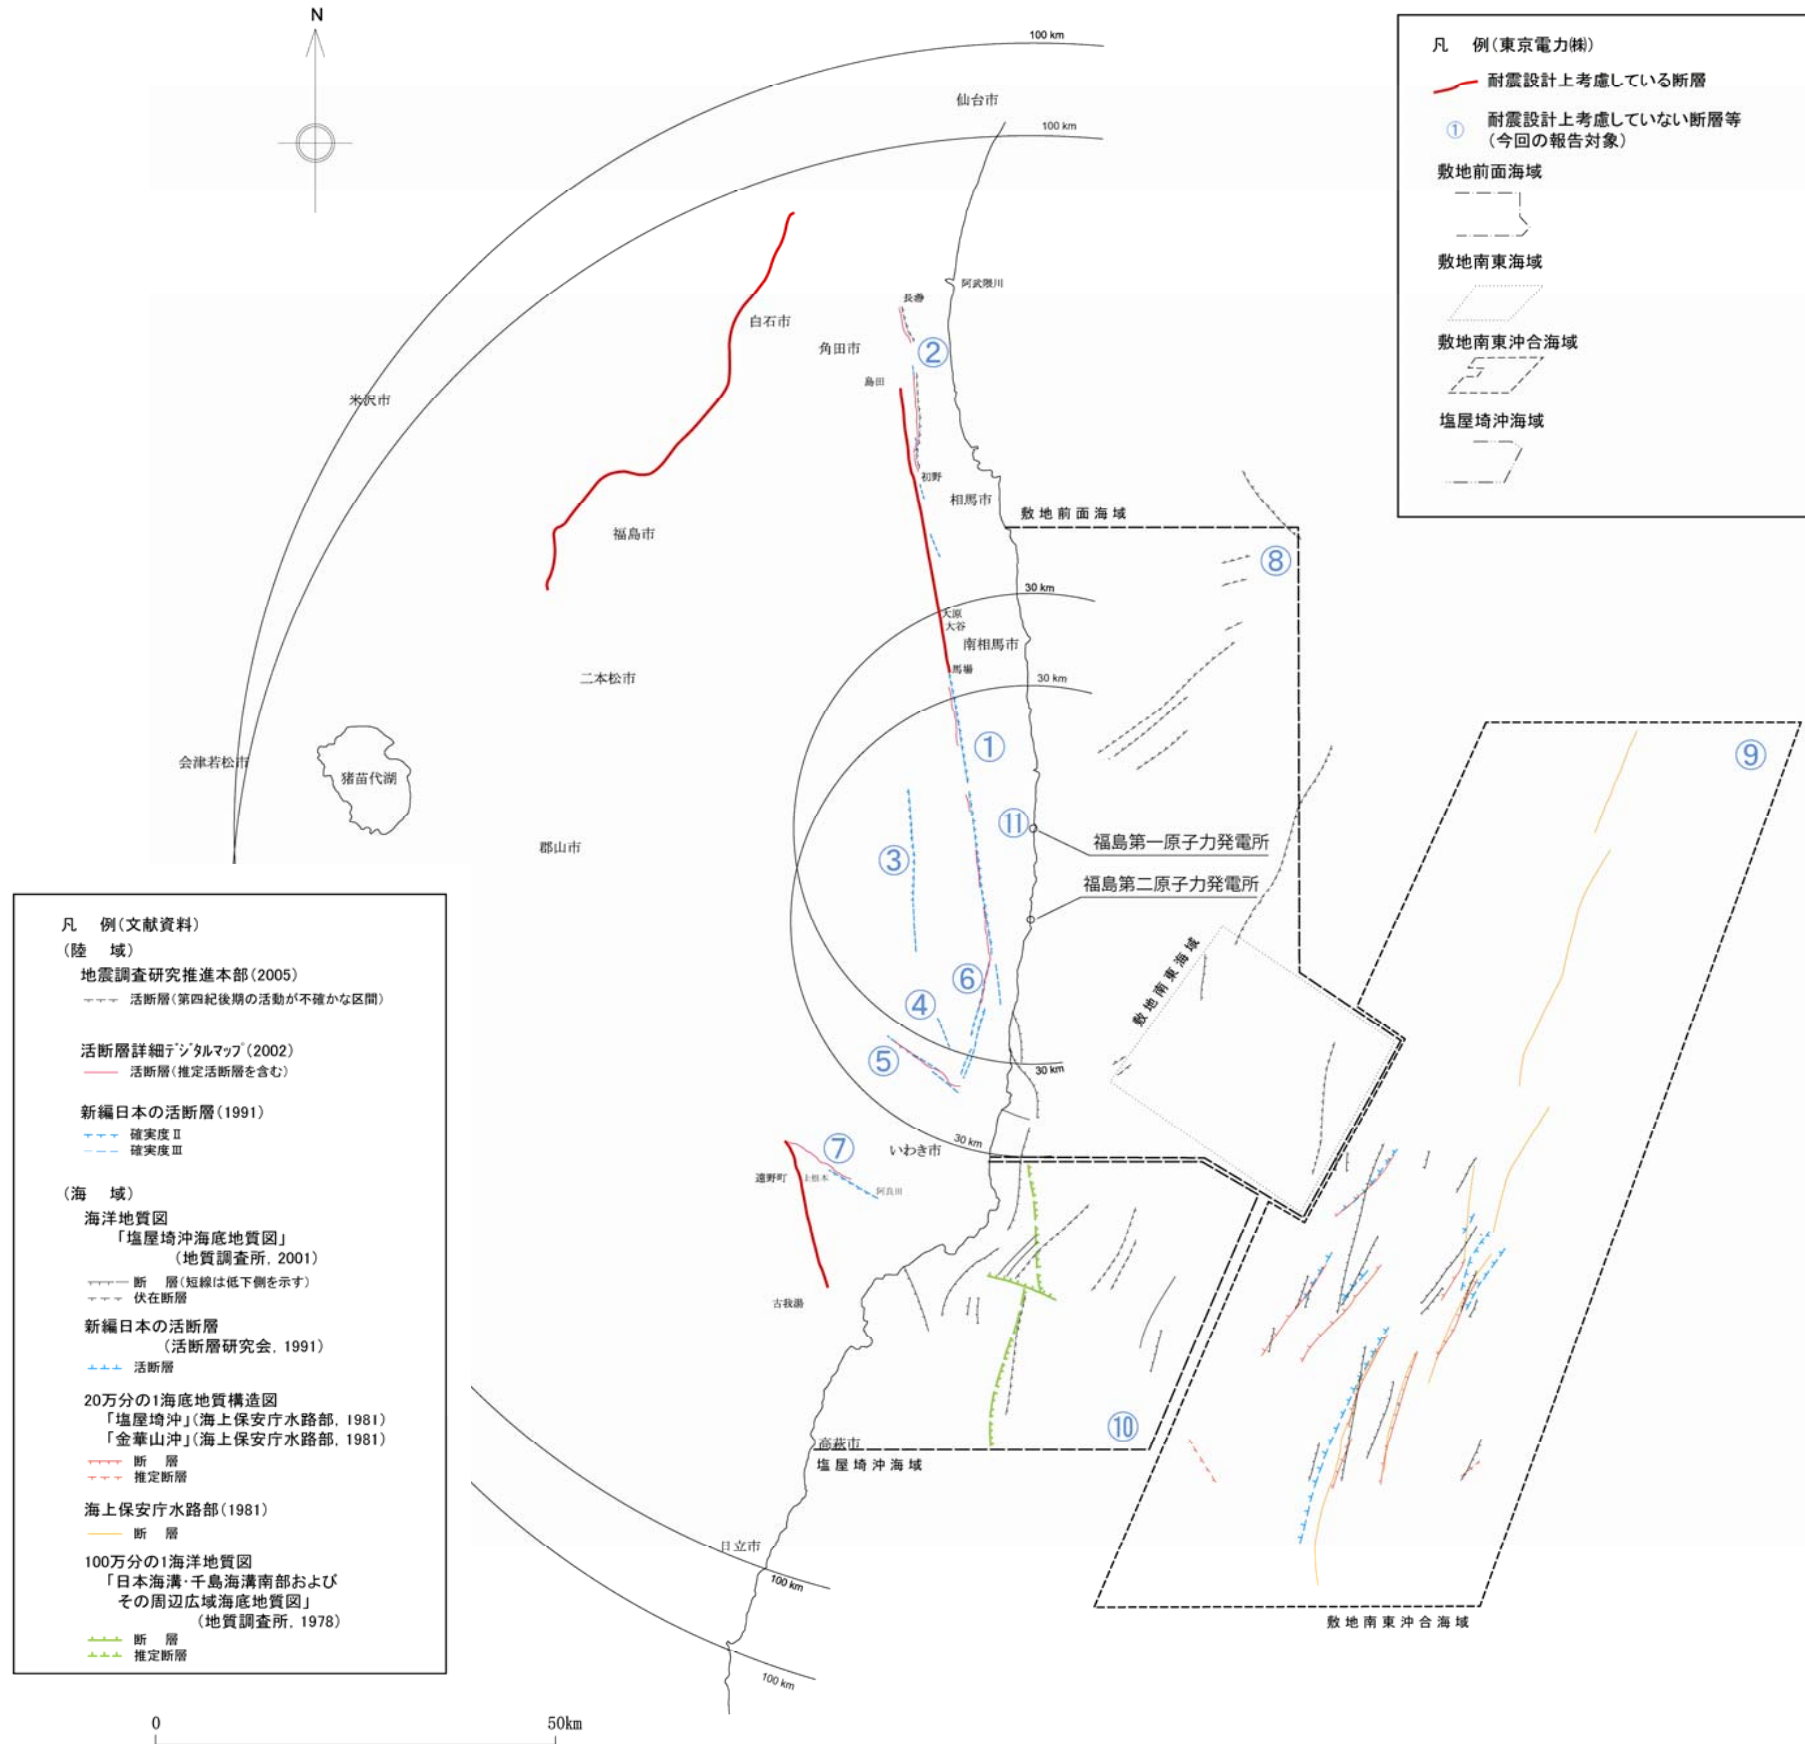 N
100 km
仙台市
100 km
凡 例(東京電力㈱)
耐震設計上考慮している断層
① 耐震設計上考慮していない断層等
(今回の報告対象)
敷地前面海域
敷地南東海域
敷地南東沖合海域
塩屋埼沖海域
阿武隈川
白石市
角田市
②
島田
米沢市
初野
相馬市
敷地前面海域
福島市
⑧
30 km
大原
大谷
南相馬市
馬場
二本松市
30 km
①
⑨
会津若松市
猪苗代湖
⑪
福島第一原子力発電所
郡山市
③
福島第二原子力発電所
敷地南東海域
⑥
④
⑤
30 km
30 km
⑦
いわき市
遠野町
上根本
阿良田
古我湯
⑩
高萩市
塩屋埼沖海域
日立市
100 km
敷地南東沖合海域
100 km
凡 例(文献資料)
(陸 域)
地震調査研究推進本部(2005)
活断層(第四紀後期の活動が不確かな区間)
活断層詳細デジタルマップ(2002)
活断層(推定活断層を含む)
新編日本の活断層(1991)
確実度Ⅱ
確実度Ⅲ
(海 域)
海洋地質図
「塩屋埼沖海底地質図」
(地質調査所, 2001)
断 層(短線は低下側を示す)
伏在断層
新編日本の活断層
(活断層研究会, 1991)
活断層
20万分の1海底地質構造図
「塩屋埼沖」(海上保安庁水路部, 1981)
「金華山沖」(海上保安庁水路部, 1981)
断 層
推定断層
海上保安庁水路部(1981)
断 層
100万分の1海洋地質図
「日本海溝・千島海溝南部および
その周辺広域海底地質図」
(地質調査所, 1978)
断 層
推定断層
0
50km